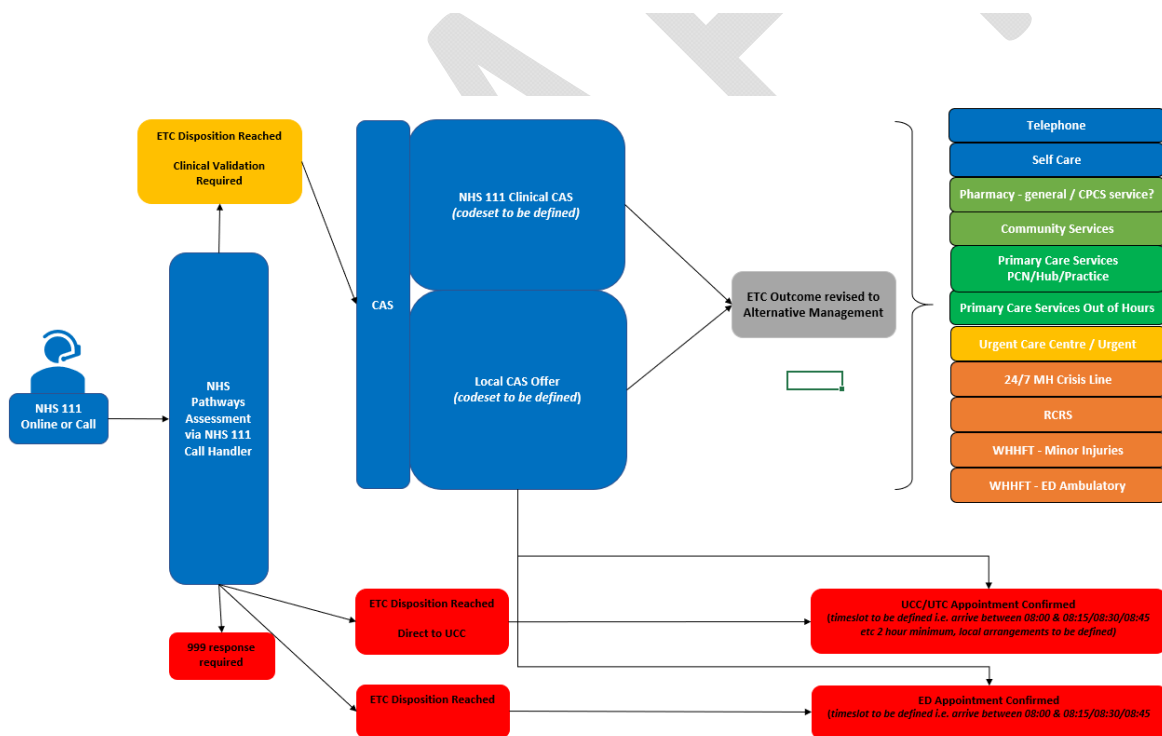 ETC Disposition Reached
Clinical Validation
Required
NHS 111 Clinical CAS
(codeset to be defined)
CAS
Local CAS Offer
(codeset to be defined)
NHS 111
Online or Call
NHS
Pathways
Assessment
via NHS 111
Call Handler
ETC Outcome revised to
Alternative Management
Telephone
Self Care
Pharmacy - general / CPCS service?
Community Services
Primary Care Services
PCN/Hub/Practice
Primary Care Services Out of Hours
Urgent Care Centre / Urgent
24/7 MH Crisis Line
RCRS
WHHFT - Minor Injuries
WHHFT - ED Ambulatory
999 response
required
ETC Disposition Reached
Direct to UCC
UCC/UTC Appointment Confirmed
(timeslot to be defined i.e. arrive between 08:00 & 08:15/08:30/08:45
etc 2 hour minimum, local arrangements to be defined)
ETC Disposition Reached
ED Appointment Confirmed
(timeslot to be defined i.e. arrive between 08:00 & 08:15/08:30/08:45